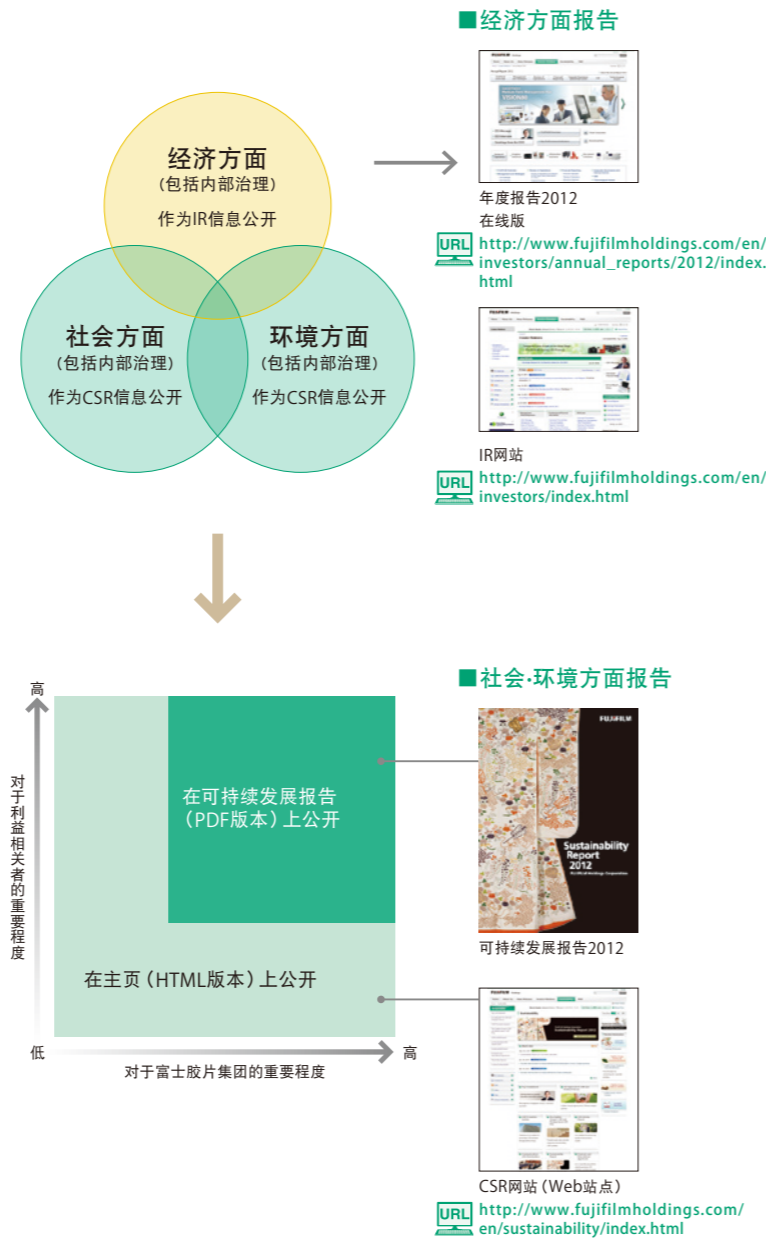 ■经济方面报告
经济方面
(包括内部治理)
作为IR信息公开
社会方面
(包括内部治理)
作为CSR信息公开
环境方面
(包括内部治理)
作为CSR信息公开
年度报告2012
在线版
URL
http://www.fujifilmholdings.com/en/
investors/annual_reports/2012/index.
html
IR网站
URL
http://www.fujifilmholdings.com/en/
investors/index.html
■社会·环境方面报告
高
对于利益相关者的重要程度
低
对于富士胶片集团的重要程度
高
在可持续发展报告
(PDF版本)上公开
在主页(HTML版本)上公开
FUJIFILM
Sustainability
Report
2012
FUJIFILM Holdings Corporation
可持续发展报告2012
CSR网站(Web站点)
URL
http://www.fujifilmholdings.com/
en/sustainability/index.html